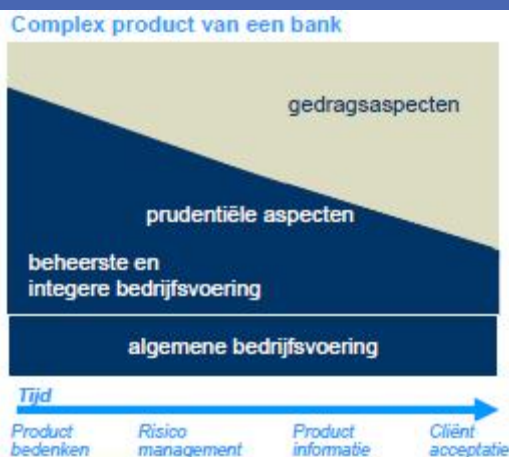 Complex product van een bank
gedragsaspecten
prudentiële aspecten
beheerste en
integere bedrijfsvoering
algemene bedrijfsvoering
Tijd
Product
bedenken
Risico
management
Product
informatie
Cliënt
acceptatie